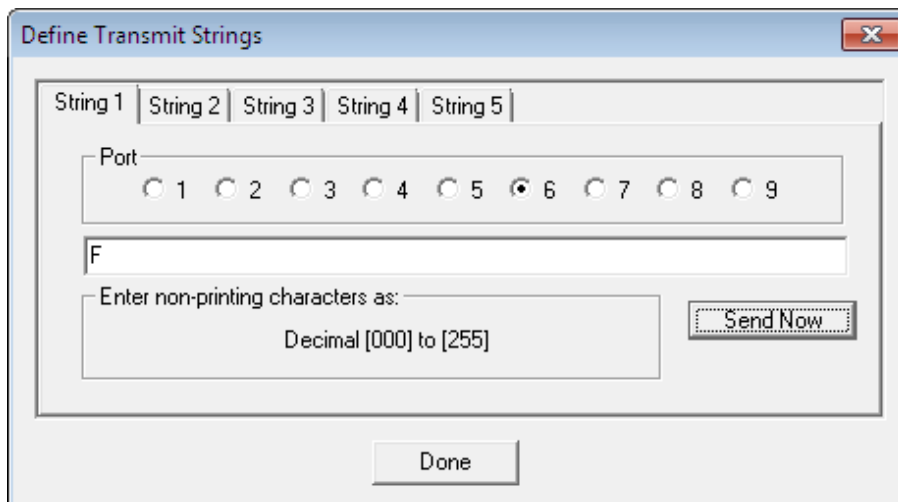 Define Transmit Strings
String 1 String 2 String 3 String 4 String 5
Port
1 2 3 4 5 6 7 8 9
F
Enter non-printing characters as:
Send Now
Decimal [000] to [255]
Done